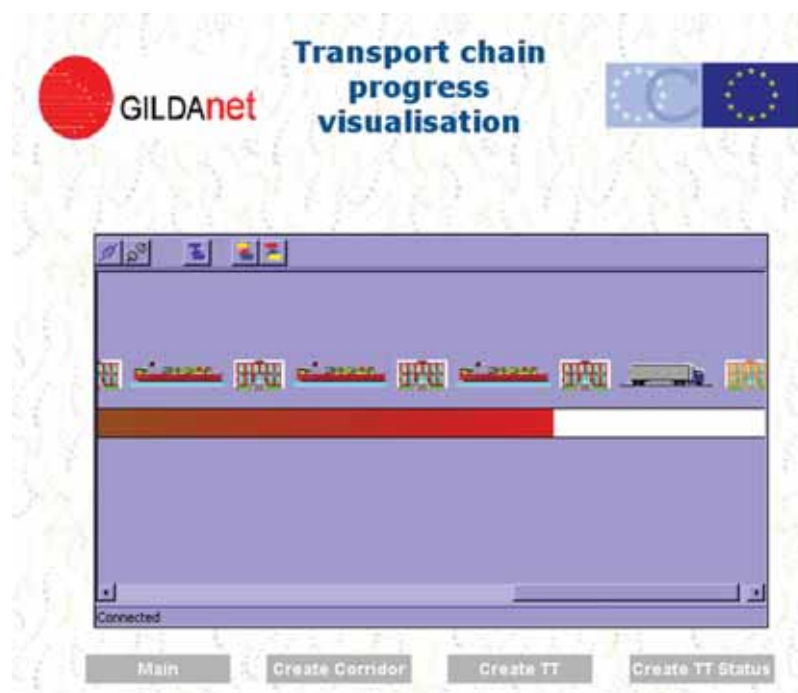 GILDAnet
Transport chain
progress
visualisation
Connected
Main
Create Corridor
Create TT
Create TT Status